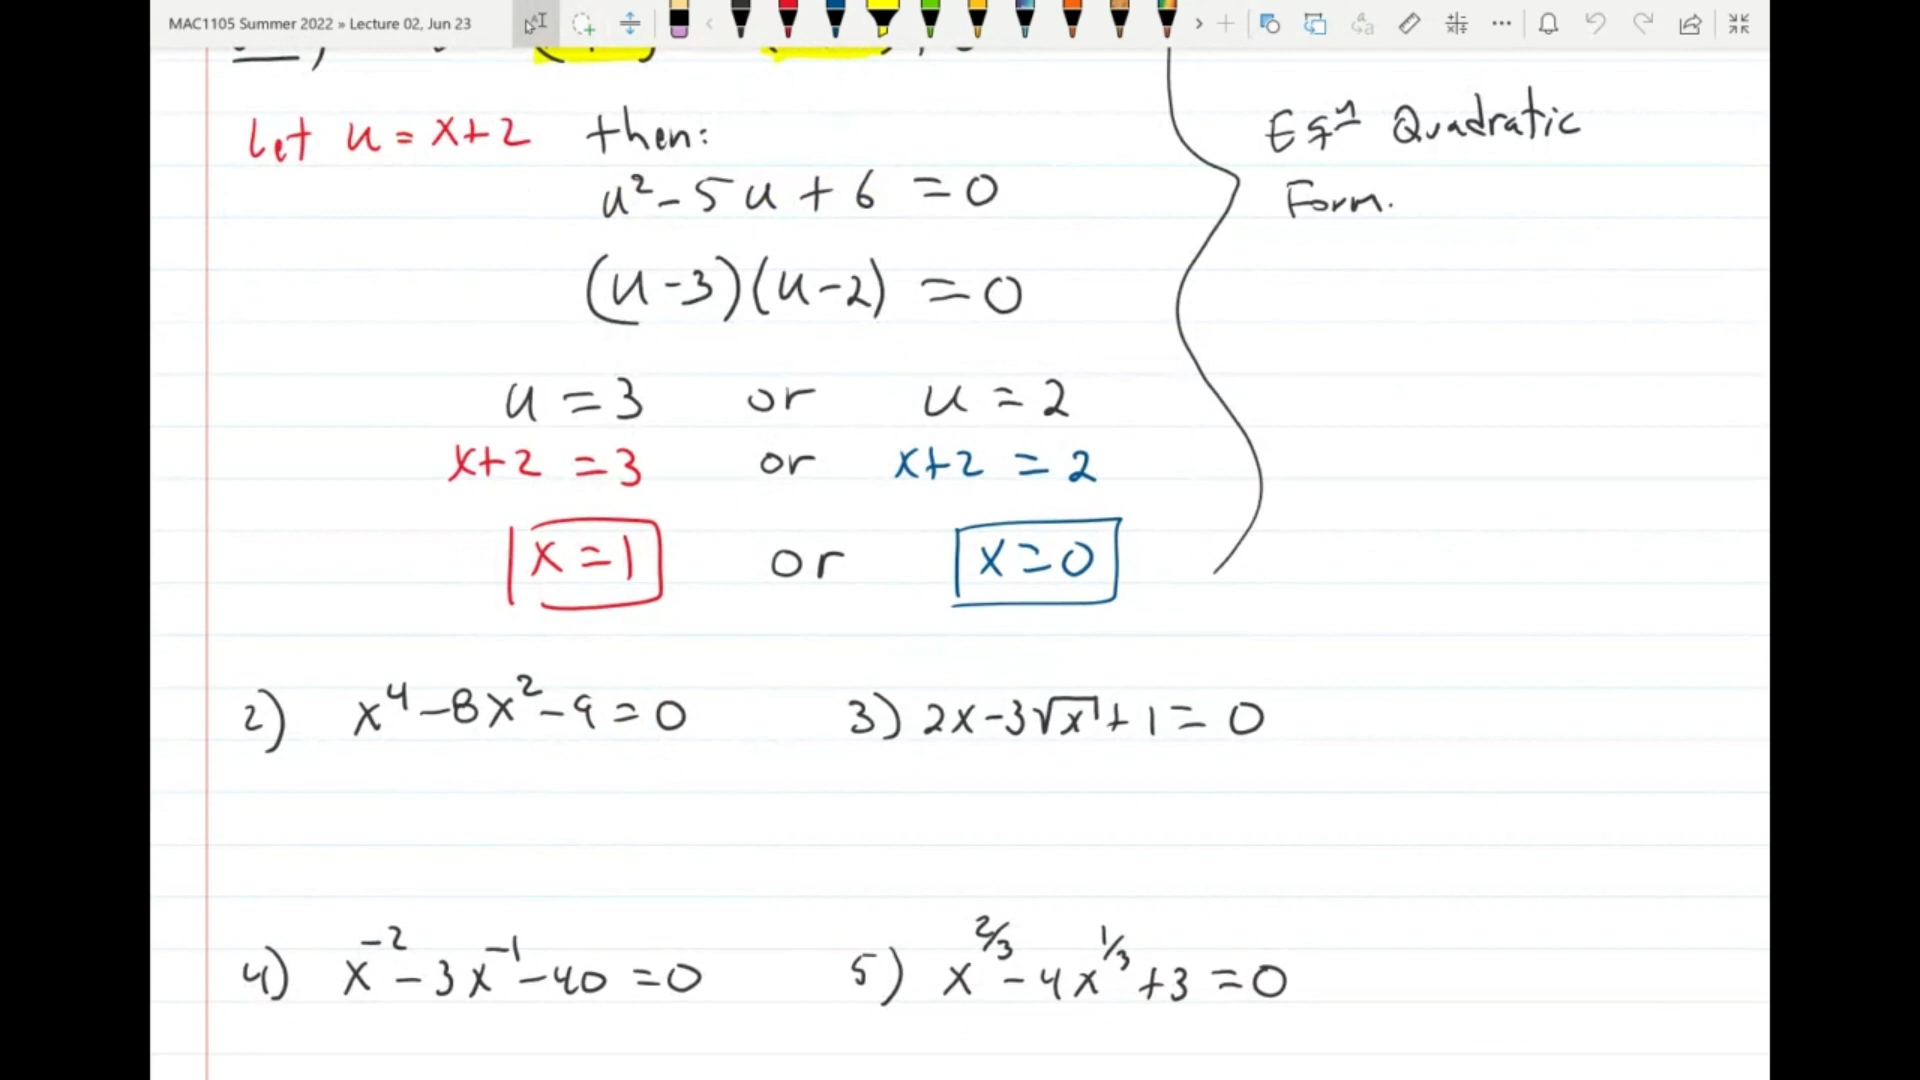 MAC1105 Summer 2022 » Lecture 02, Jun 23
Let u = x+2 then:
u² - 5u + 6 = 0
(u-3)(u-2) = 0
u = 3 or u = 2
x+2 = 3 or x+2 = 2
x = 1 or x = 0
Eqⁿ Quadratic
Form.
2) x⁴-8x²-9=0 3) 2x-3√x+1=0
4) x⁻²-3x⁻¹-40=0 5) x^2/3-4x^1/3+3=0